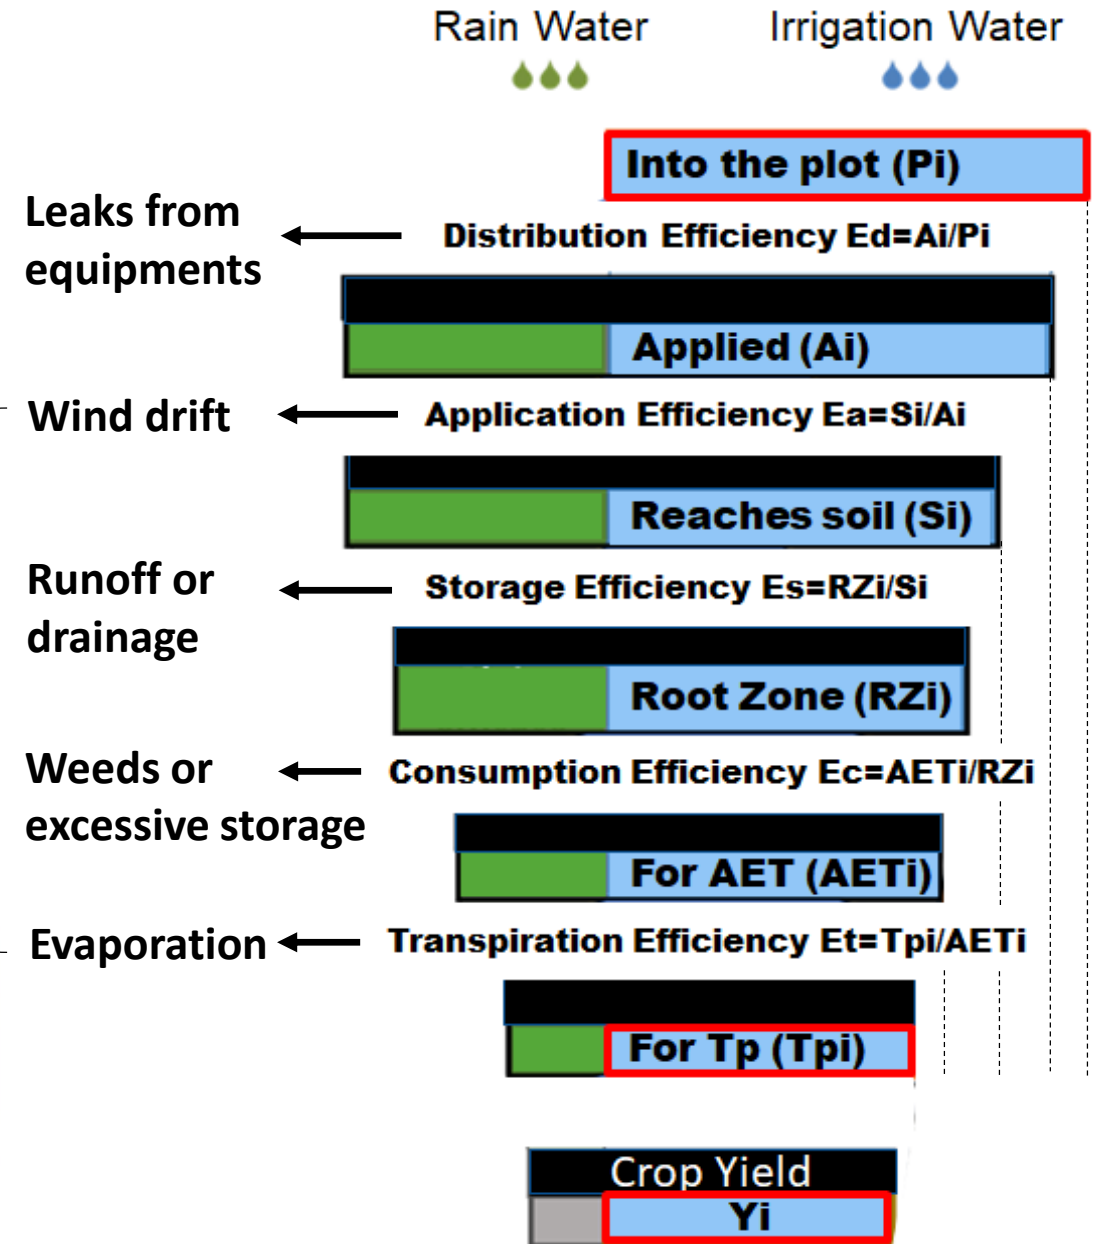 Rain Water
Irrigation Water
Into the plot (Pi)
Leaks from
equipments
Distribution Efficiency Ed=Ai/Pi
Applied (Ai)
Wind drift
Application Efficiency Ea=Si/Ai
Reaches soil (Si)
Runoff or
drainage
Storage Efficiency Es=RZi/Si
Root Zone (RZi)
Weeds or
excessive storage
Consumption Efficiency Ec=AETi/RZi
For AET (AETi)
Evaporation
Transpiration Efficiency Et=Tpi/AETi
For Tp (Tpi)
Crop Yield
Yi